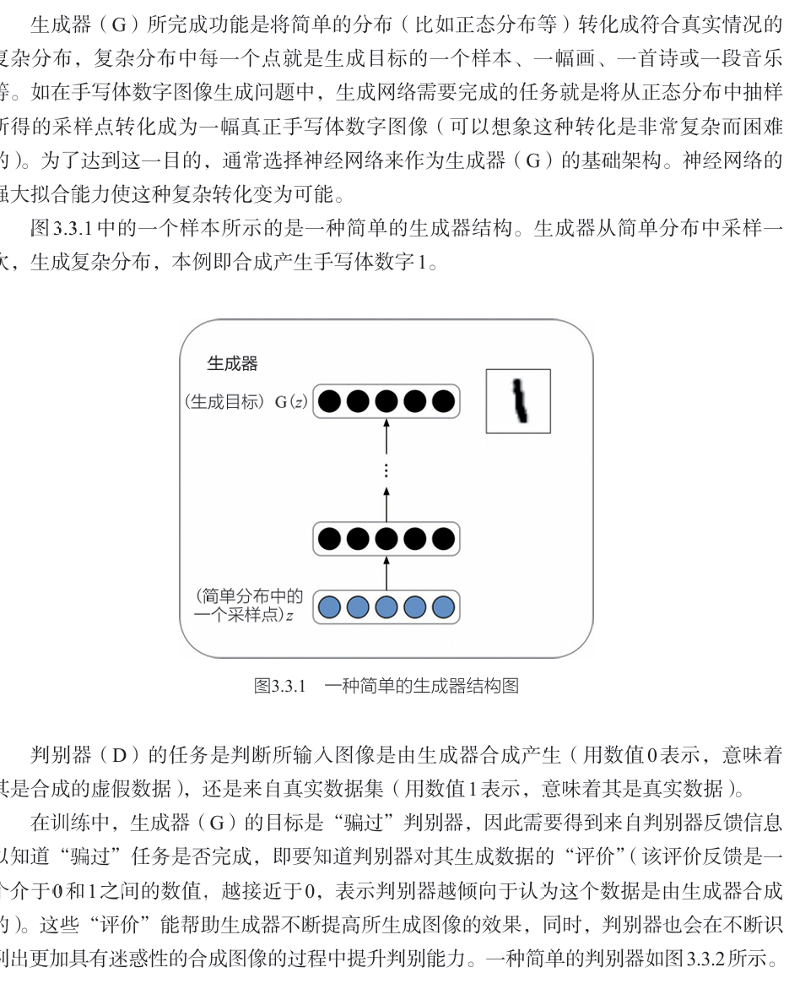 生成器（G）所完成功能是将简单的分布（比如正态分布等）转化成符合真实情况的
复杂分布，复杂分布中每一个点就是生成目标的一个样本、一幅画、一首诗或一段音乐
等。如在手写体数字图像生成问题中，生成网络需要完成的任务就是将从正态分布中抽样
所得的采样点转化成为一幅真正手写体数字图像（可以想象这种转化是非常复杂而困难
的）。为了达到这一目的，通常选择神经网络来作为生成器（G）的基础架构。神经网络的
强大拟合能力使这种复杂转化变为可能。
图3.3.1中的一个样本所示的是一种简单的生成器结构。生成器从简单分布中采样一
次，生成复杂分布，本例即合成产生手写体数字1。
生成器
（生成目标）G(z)
⋮
（简单分布中的
一个采样点）z
图3.3.1　一种简单的生成器结构图
判别器（D）的任务是判断所输入图像是由生成器合成产生（用数值0表示，意味着
其是合成的虚假数据），还是来自真实数据集（用数值1表示，意味着其是真实数据）。
在训练中，生成器（G）的目标是“骗过”判别器，因此需要得到来自判别器反馈信息
以知道“骗过”任务是否完成，即要知道判别器对其生成数据的“评价”（该评价反馈是一
个介于0和1之间的数值，越接近于0，表示判别器越倾向于认为这个数据是由生成器合成
的）。这些“评价”能帮助生成器不断提高所生成图像的效果，同时，判别器也会在不断识
别出更加具有迷惑性的合成图像的过程中提升判别能力。一种简单的判别器如图3.3.2所示。